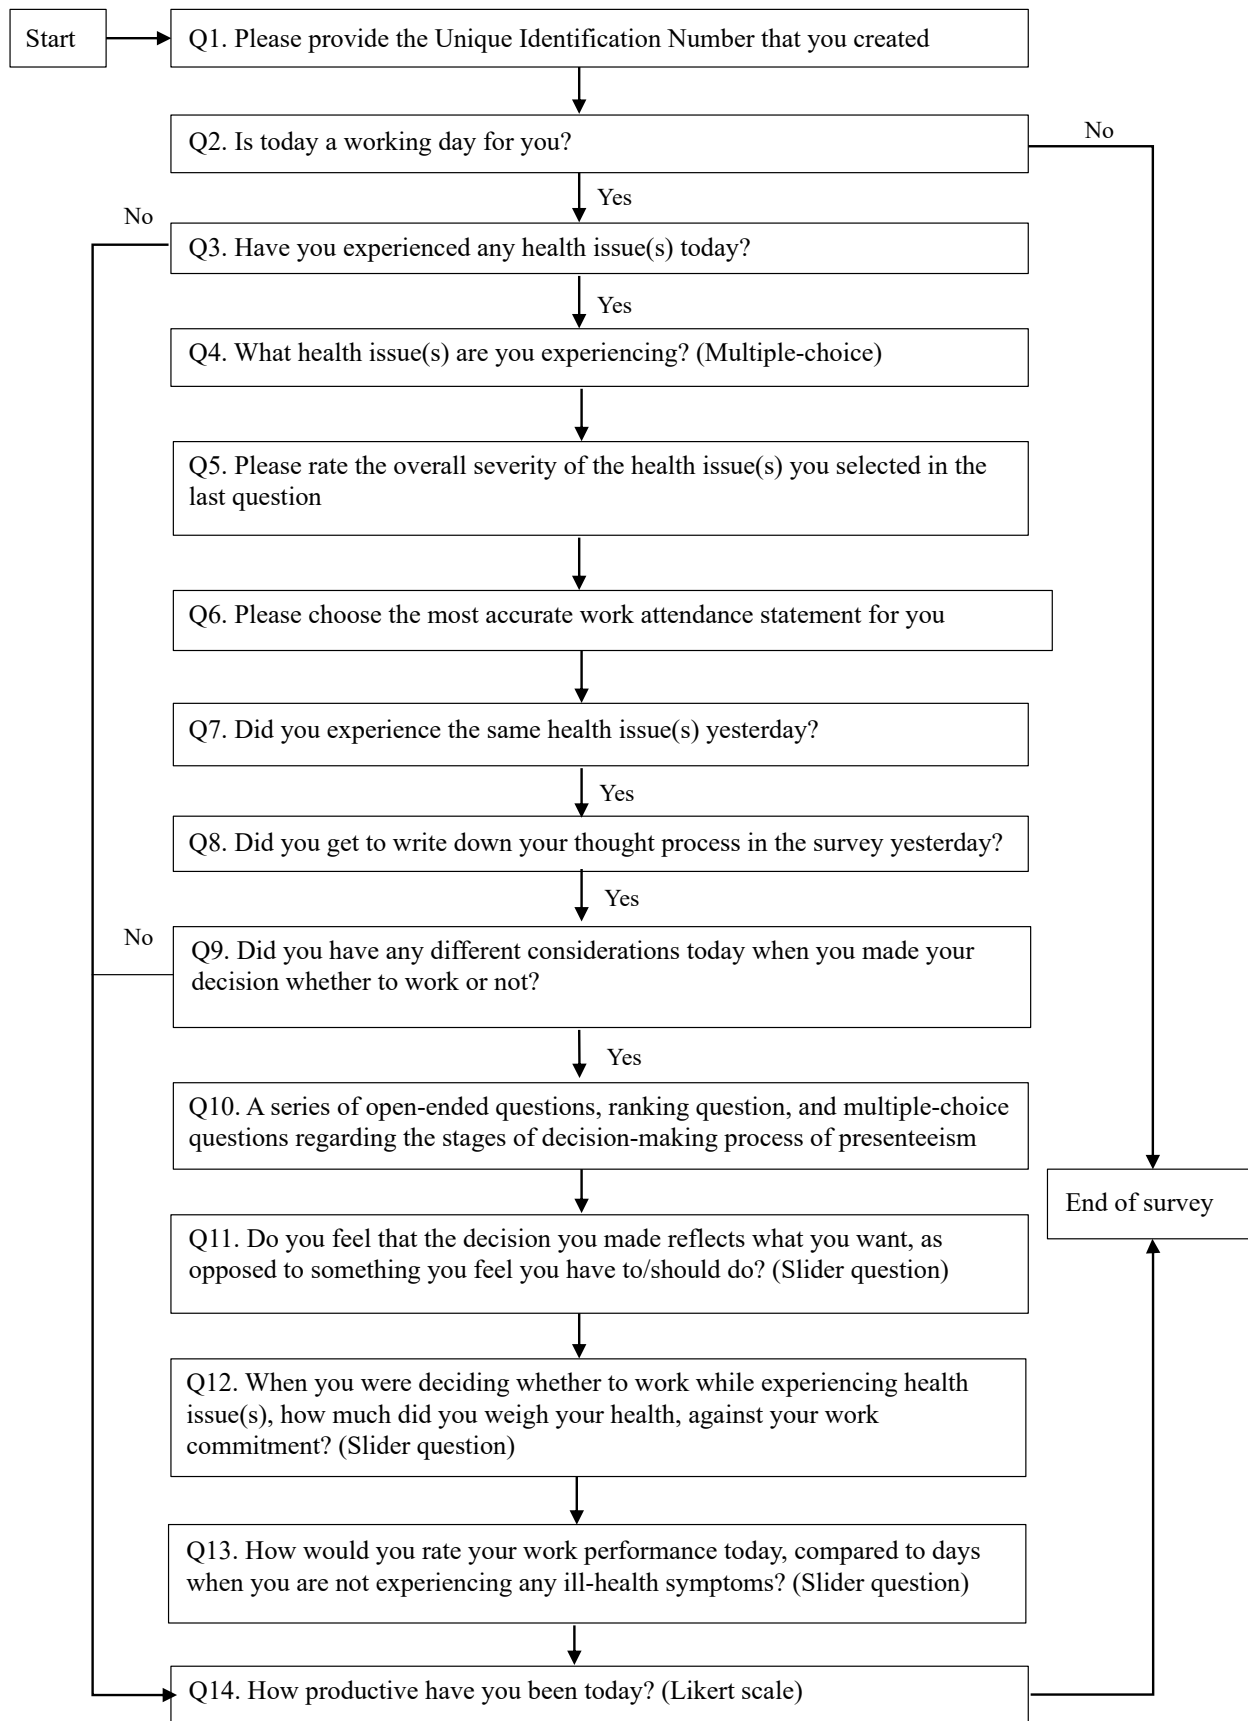 Start
Q1. Please provide the Unique Identification Number that you created
Q2. Is today a working day for you?
No
Yes
No
Q3. Have you experienced any health issue(s) today?
Yes
Q4. What health issue(s) are you experiencing? (Multiple-choice)
Q5. Please rate the overall severity of the health issue(s) you selected in the
last question
Q6. Please choose the most accurate work attendance statement for you
Q7. Did you experience the same health issue(s) yesterday?
Yes
Q8. Did you get to write down your thought process in the survey yesterday?
Yes
No
Q9. Did you have any different considerations today when you made your
decision whether to work or not?
Yes
Q10. A series of open-ended questions, ranking question, and multiple-choice
questions regarding the stages of decision-making process of presenteeism
End of survey
Q11. Do you feel that the decision you made reflects what you want, as
opposed to something you feel you have to/should do? (Slider question)
Q12. When you were deciding whether to work while experiencing health
issue(s), how much did you weigh your health, against your work
commitment? (Slider question)
Q13. How would you rate your work performance today, compared to days
when you are not experiencing any ill-health symptoms? (Slider question)
Q14. How productive have you been today? (Likert scale)